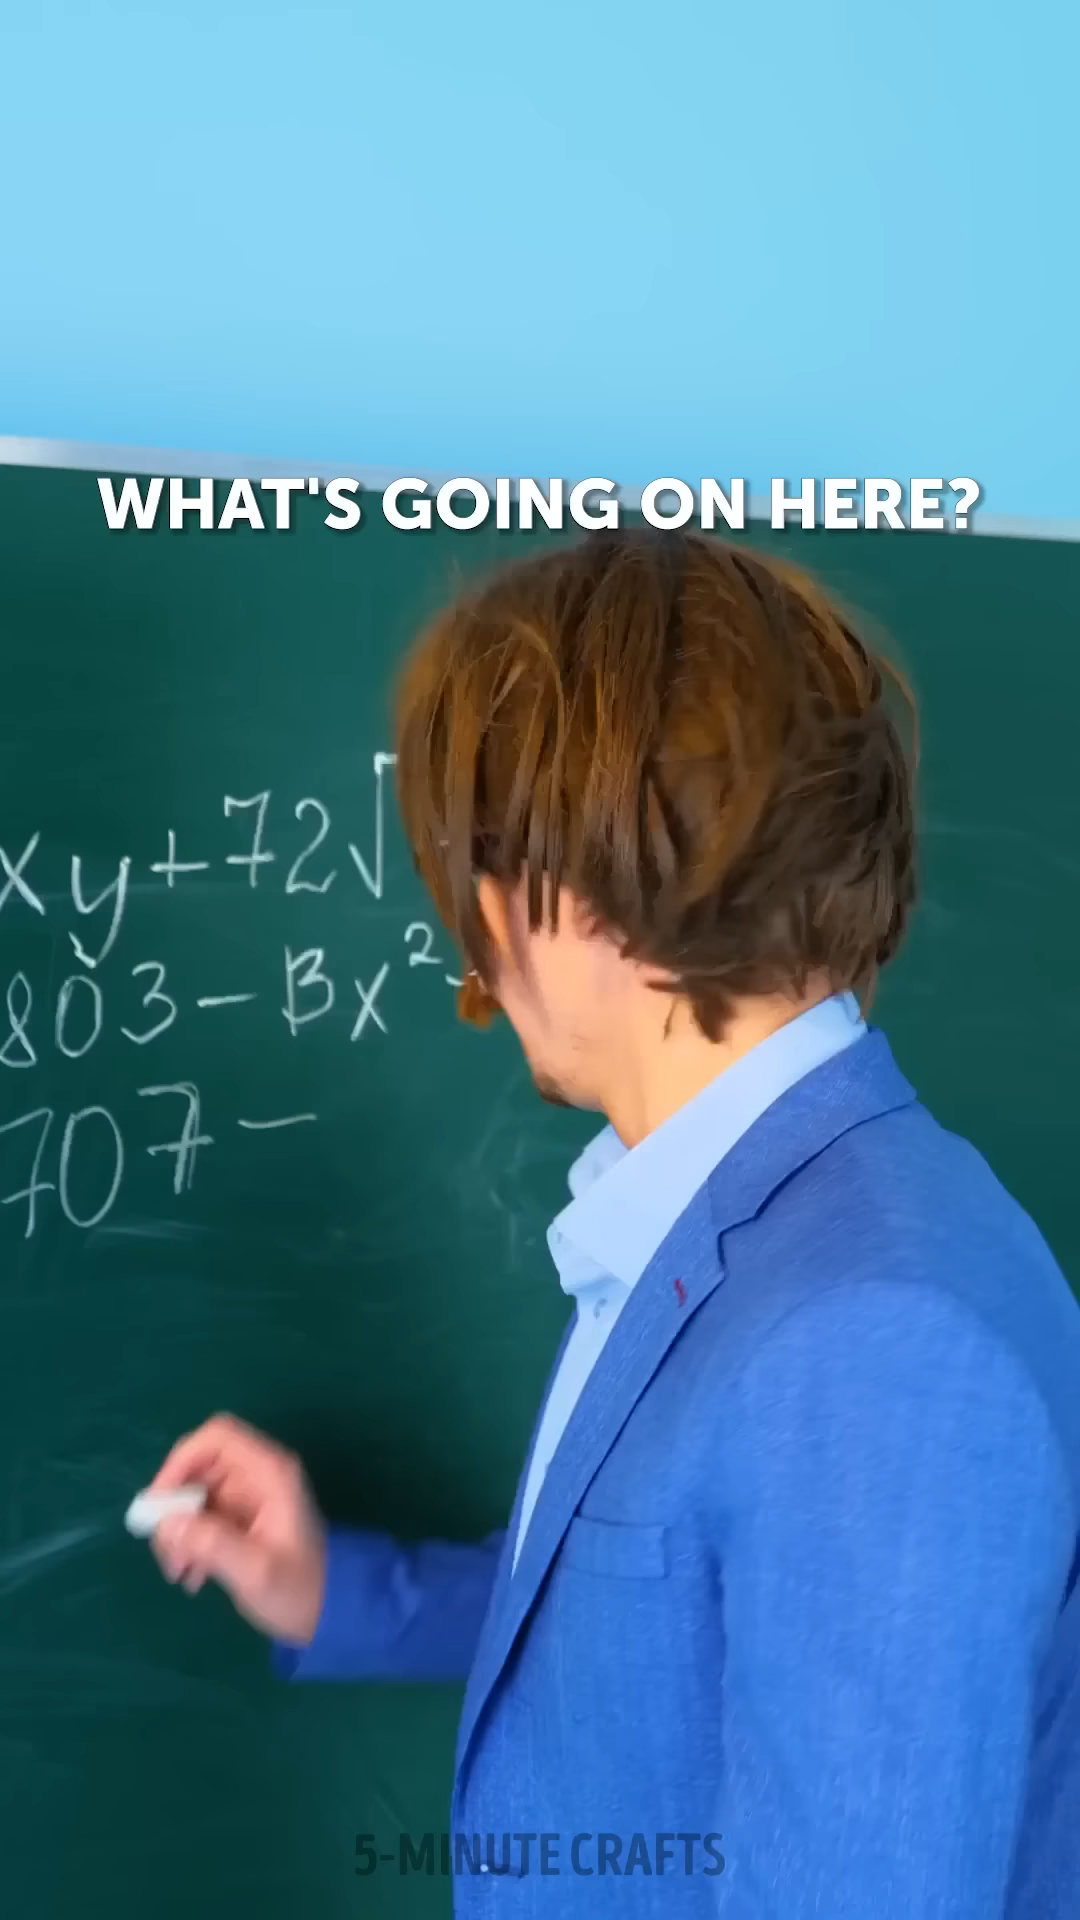 WHAT'S GOING ON HERE?
xy+72√
803-Bx²-
707-
5-MINUTE CRAFTS